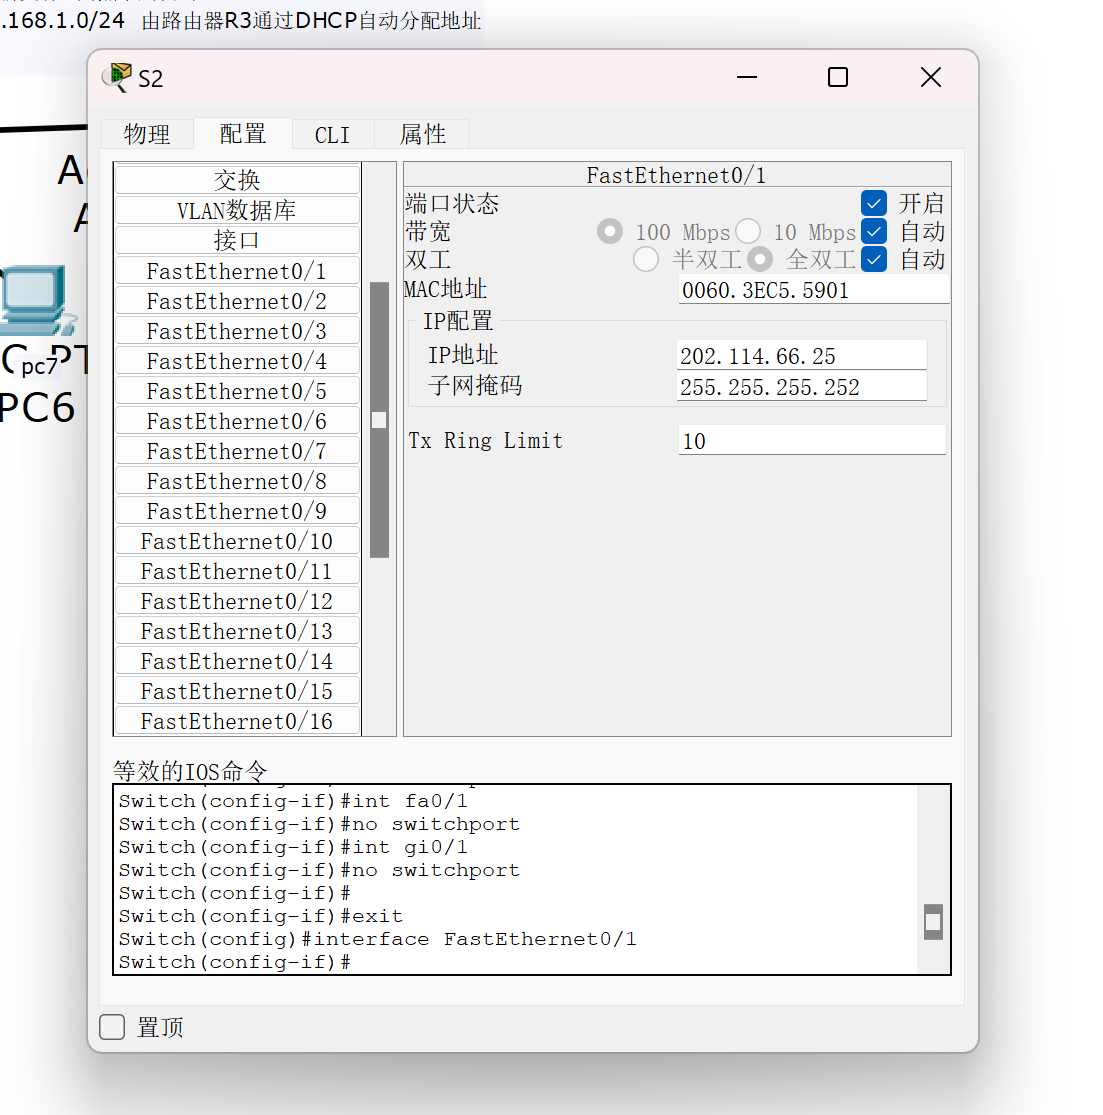 .168.1.0/24 由路由器R3通过DHCP自动分配地址
S2
物理 配置 CLI 属性
交换
VLAN数据库
接口
FastEthernet0/1
FastEthernet0/2
FastEthernet0/3
FastEthernet0/4
FastEthernet0/5
FastEthernet0/6
FastEthernet0/7
FastEthernet0/8
FastEthernet0/9
FastEthernet0/10
FastEthernet0/11
FastEthernet0/12
FastEthernet0/13
FastEthernet0/14
FastEthernet0/15
FastEthernet0/16
FastEthernet0/1
端口状态 开启
带宽 100 Mbps 10 Mbps 自动
双工 半双工 全双工 自动
MAC地址 0060.3EC5.5901
IP配置
IP地址 202.114.66.25
子网掩码 255.255.255.252
Tx Ring Limit 10
等效的IOS命令
Switch(config-if)#int fa0/1
Switch(config-if)#no switchport
Switch(config-if)#int gi0/1
Switch(config-if)#no switchport
Switch(config-if)#
Switch(config-if)#exit
Switch(config)#interface FastEthernet0/1
Switch(config-if)#
置顶
pc7
PC6